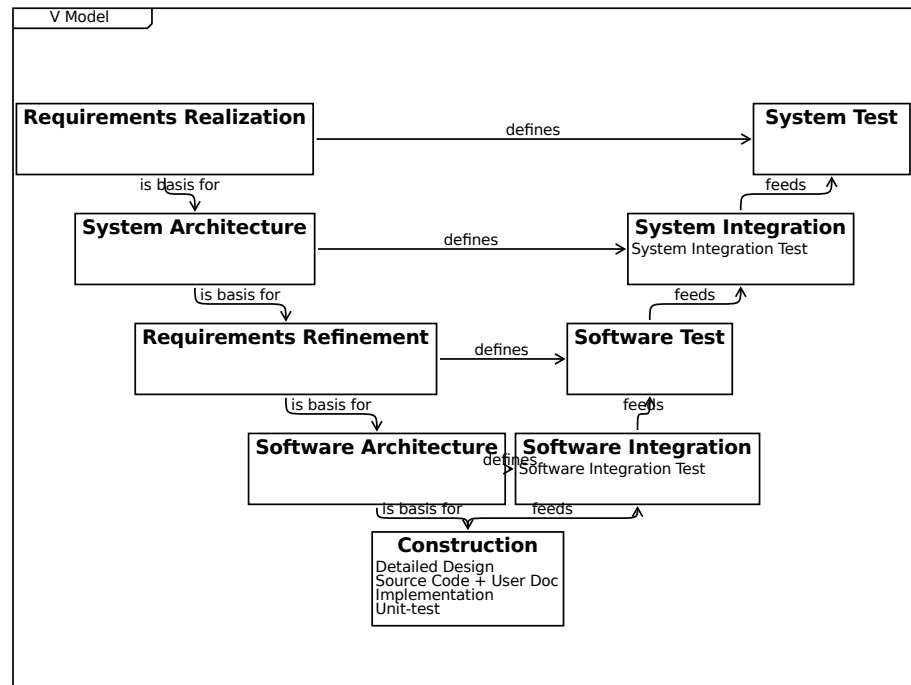 V Model
Requirements Realization
defines
System Test
is basis for
feeds
System Architecture
defines
System Integration
System Integration Test
is basis for
feeds
Requirements Refinement
defines
Software Test
is basis for
feeds
Software Architecture
defines
Software Integration
Software Integration Test
is basis for
feeds
Construction
Detailed Design
Source Code + User Doc
Implementation
Unit-test